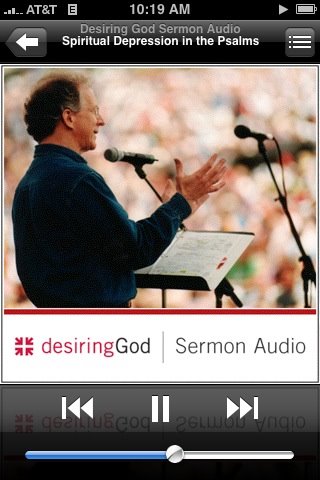 AT&T E 10:19 AM
Desiring God Sermon Audio
Spiritual Depression in the Psalms
desiringGod | Sermon Audio